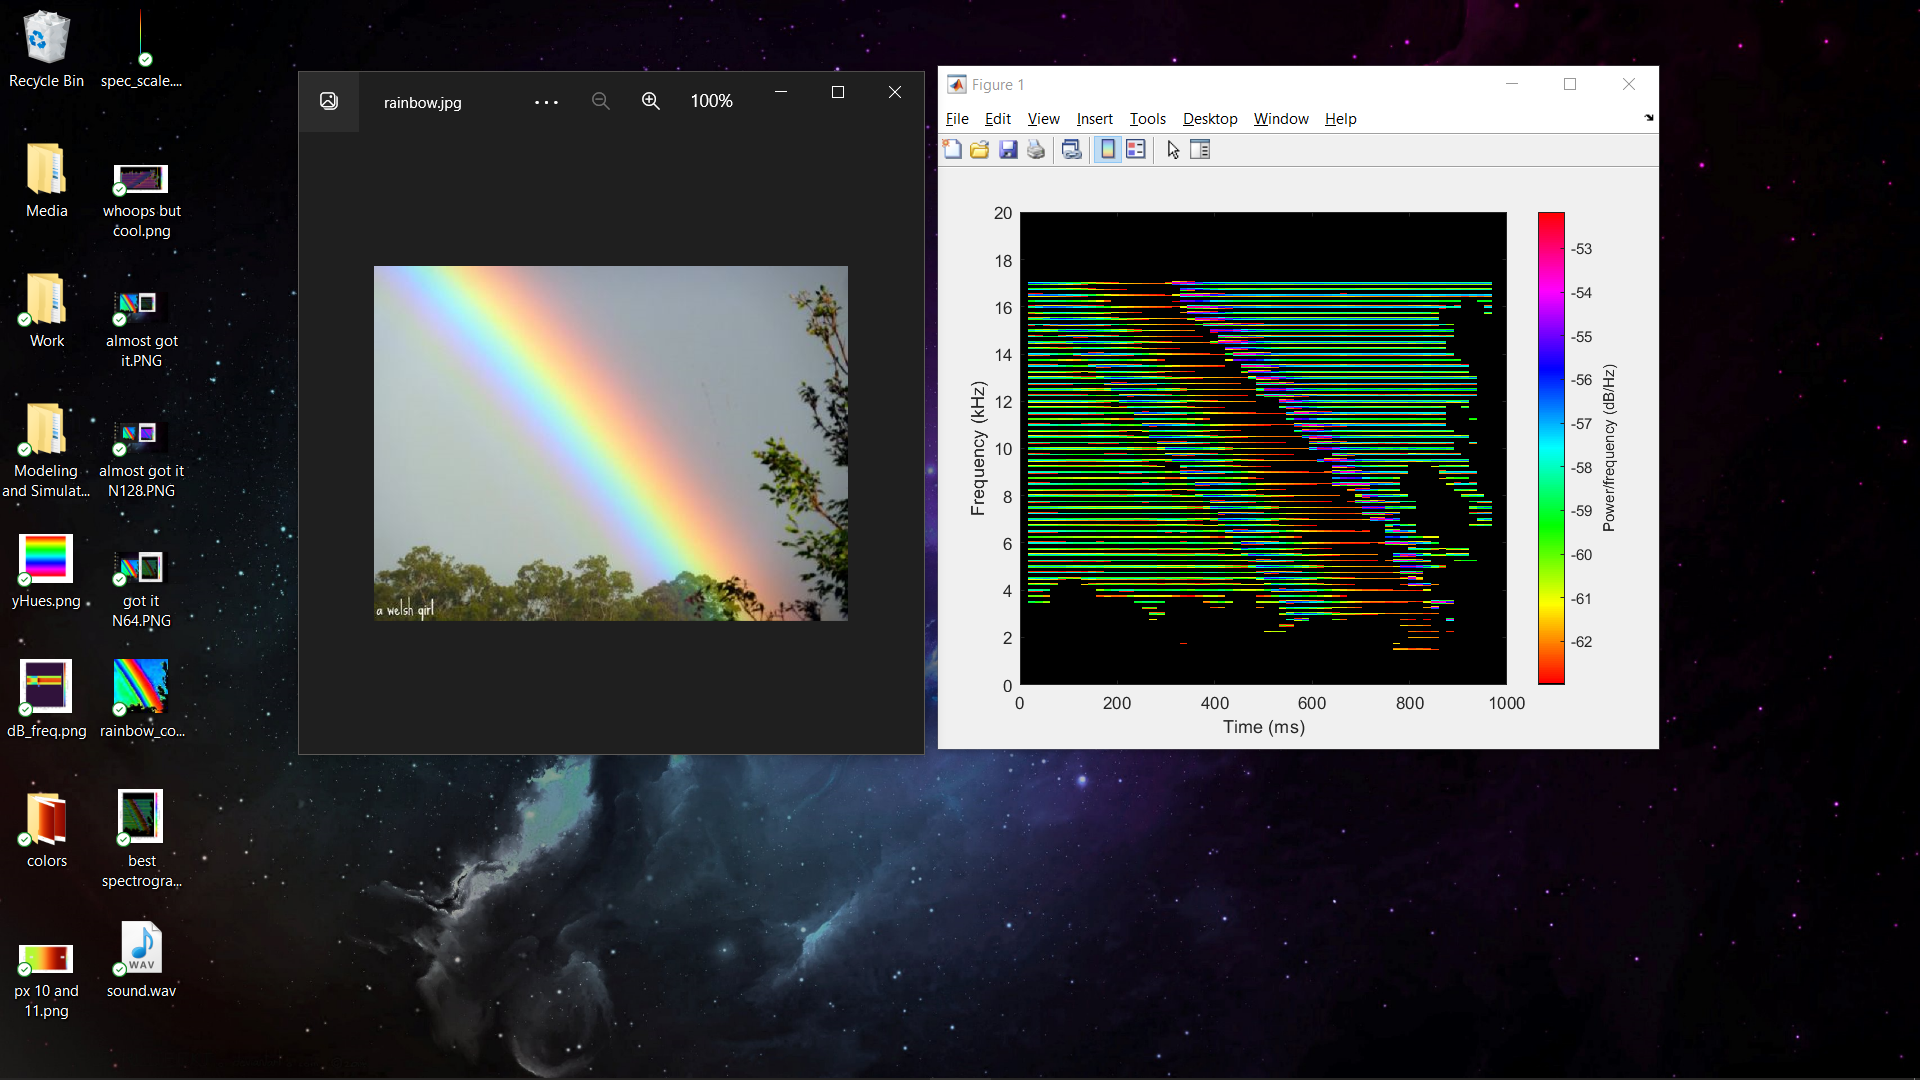 Recycle Bin
spec_scale....
Media
whoops but
cool.png
Work
almost got
it.PNG
Modeling
and Simulat...
almost got it
N128.PNG
yHues.png
got it
N64.PNG
dB_freq.png
rainbow_co...
colors
best
spectrogra...
px 10 and
11.png
WAV
sound.wav
rainbow.jpg
100%
a welsh girl
Figure 1
File Edit View Insert Tools Desktop Window Help
20
18
16
14
12
10
8
6
4
2
0
Frequency (kHz)
0 200 400 600 800 1000
Time (ms)
-53
-54
-55
-56
-57
-58
-59
-60
-61
-62
Power/frequency (dB/Hz)